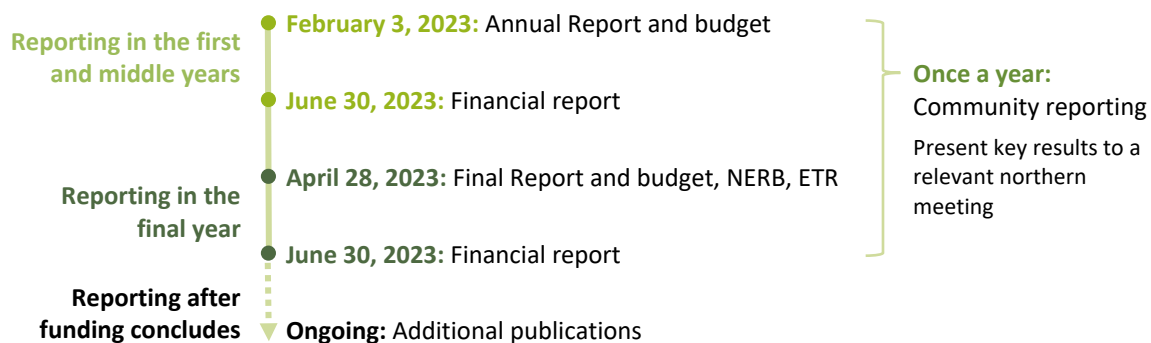 Reporting in the first
and middle years
February 3, 2023: Annual Report and budget
June 30, 2023: Financial report
Reporting in the
final year
April 28, 2023: Final Report and budget, NERB, ETR
June 30, 2023: Financial report
Reporting after
funding concludes
Ongoing: Additional publications
Once a year:
Community reporting
Present key results to a
relevant northern
meeting